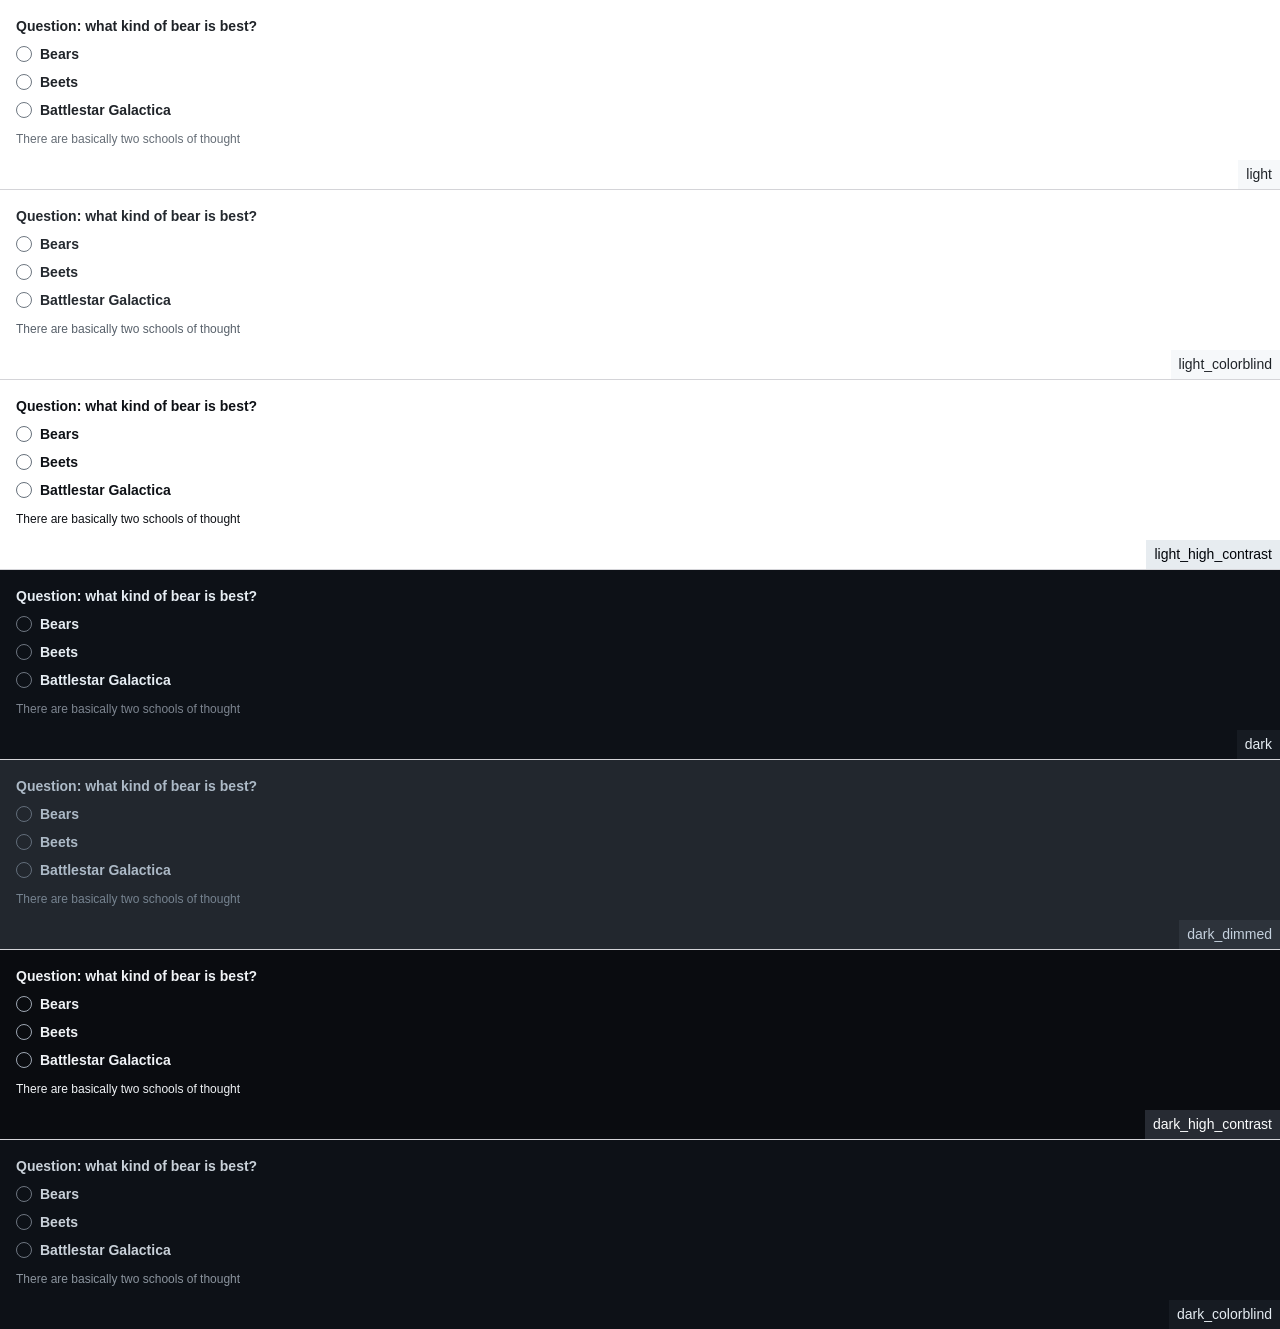 Question: what kind of bear is best?
Bears
Beets
Battlestar Galactica
There are basically two schools of thought
light
Question: what kind of bear is best?
Bears
Beets
Battlestar Galactica
There are basically two schools of thought
light_colorblind
Question: what kind of bear is best?
Bears
Beets
Battlestar Galactica
There are basically two schools of thought
light_high_contrast
Question: what kind of bear is best?
Bears
Beets
Battlestar Galactica
There are basically two schools of thought
dark
Question: what kind of bear is best?
Bears
Beets
Battlestar Galactica
There are basically two schools of thought
dark_dimmed
Question: what kind of bear is best?
Bears
Beets
Battlestar Galactica
There are basically two schools of thought
dark_high_contrast
Question: what kind of bear is best?
Bears
Beets
Battlestar Galactica
There are basically two schools of thought
dark_colorblind